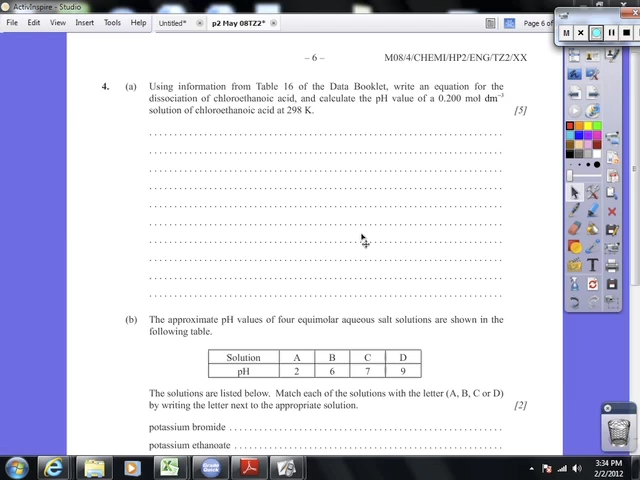 ActivInspire - Studio
File Edit View Insert Tools Help Untitled* × p2 May 08TZ2* × Page 6 of
– 6 – M08/4/CHEMI/HP2/ENG/TZ2/XX
4. (a) Using information from Table 16 of the Data Booklet, write an equation for the
dissociation of chloroethanoic acid, and calculate the pH value of a 0.200 mol dm⁻³
solution of chloroethanoic acid at 298 K. [5]
(b) The approximate pH values of four equimolar aqueous salt solutions are shown in the
following table.
Solution A B C D
pH 2 6 7 9
The solutions are listed below. Match each of the solutions with the letter (A, B, C or D)
by writing the letter next to the appropriate solution. [2]
potassium bromide
potassium ethanoate
3:34 PM
2/2/2012